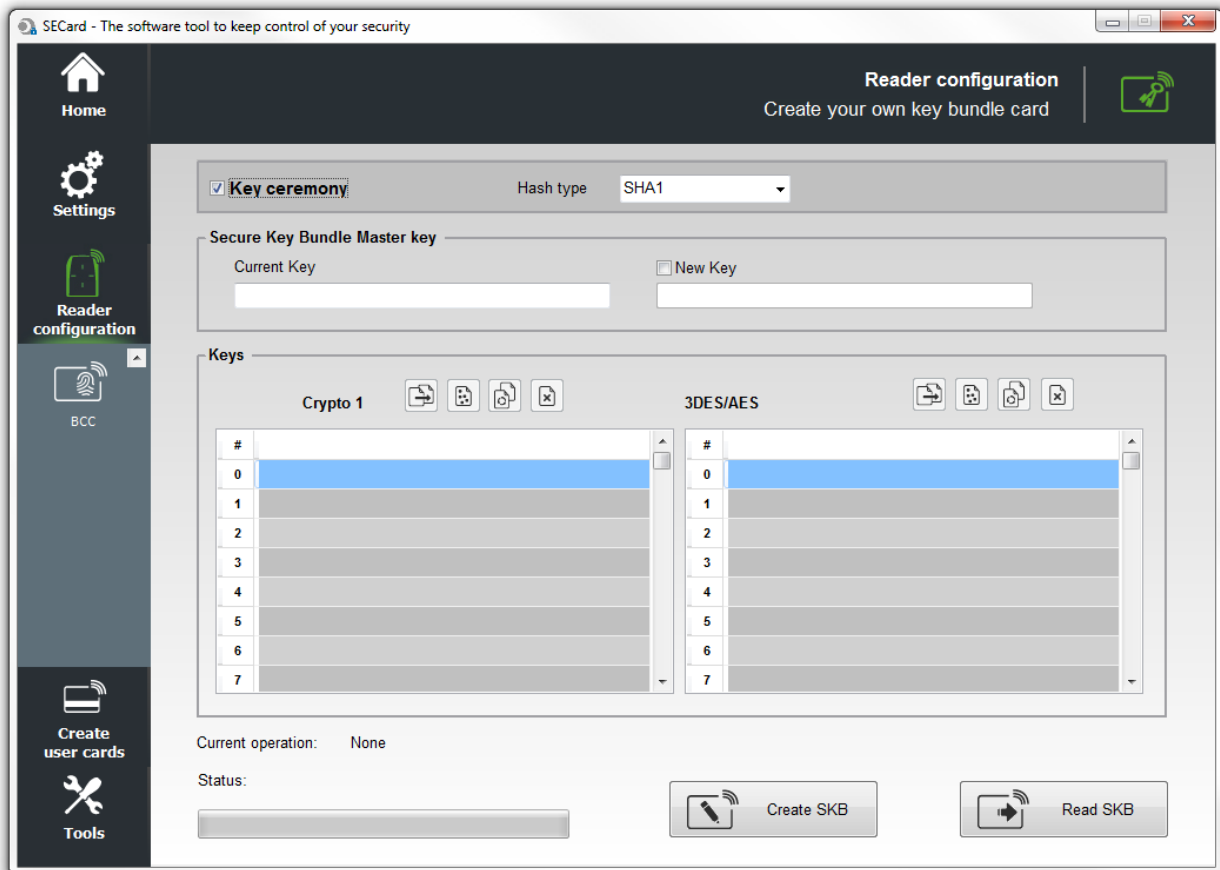 SECard - The software tool to keep control of your security
Home
Reader configuration
Create your own key bundle card
Settings
Reader
configuration
BCC
Create
user cards
Tools
Key ceremony
Hash type
SHA1
Secure Key Bundle Master key
Current Key
New Key
Keys
Crypto 1
3DES/AES
#
0
1
2
3
4
5
6
7
#
0
1
2
3
4
5
6
7
Current operation: None
Status:
Create SKB
Read SKB